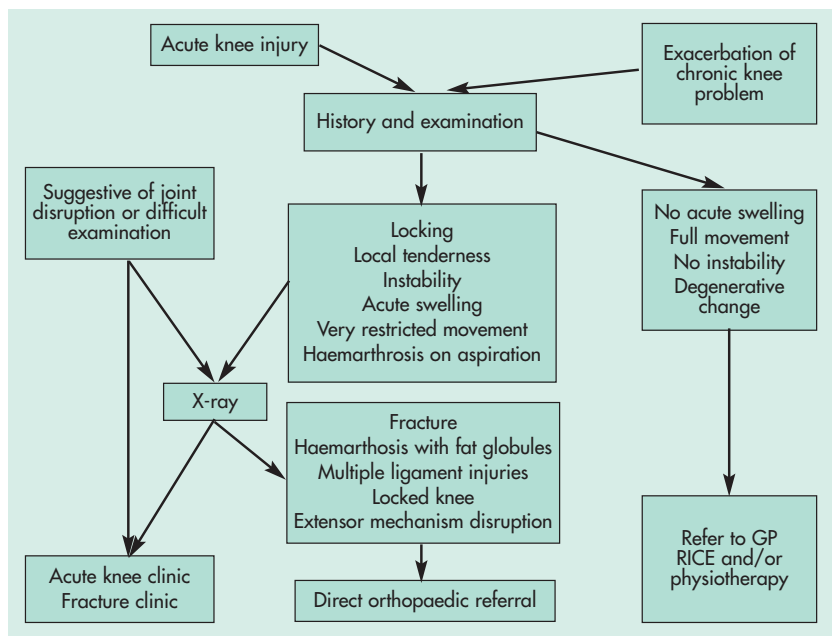 Acute knee injury
Exacerbation of
chronic knee
problem
History and examination
Suggestive of joint
disruption or difficult
examination
Locking
Local tenderness
Instability
Acute swelling
Very restricted movement
Haemarthrosis on aspiration
No acute swelling
Full movement
No instability
Degenerative
change
X-ray
Fracture
Haemarthosis with fat globules
Multiple ligament injuries
Locked knee
Extensor mechanism disruption
Acute knee clinic
Fracture clinic
Direct orthopaedic referral
Refer to GP
RICE and/or
physiotherapy